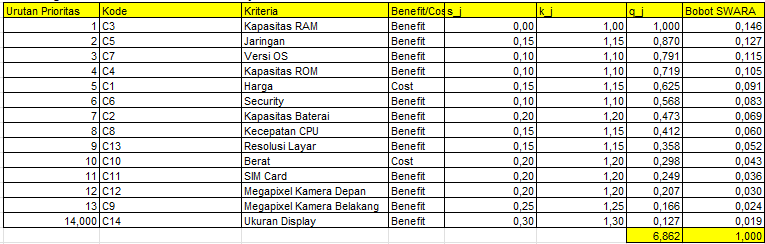 Urutan Prioritas Kode Kriteria Benefit/Cos s_j k_j q_j Bobot SWARA
1 C3 Kapasitas RAM Benefit 0,00 1,00 1,000 0,146
2 C5 Jaringan Benefit 0,15 1,15 0,870 0,127
3 C7 Versi OS Benefit 0,10 1,10 0,791 0,115
4 C4 Kapasitas ROM Benefit 0,10 1,10 0,719 0,105
5 C1 Harga Cost 0,15 1,15 0,625 0,091
6 C6 Security Benefit 0,10 1,10 0,568 0,083
7 C2 Kapasitas Baterai Benefit 0,20 1,20 0,473 0,069
8 C8 Kecepatan CPU Benefit 0,15 1,15 0,412 0,060
9 C13 Resolusi Layar Benefit 0,15 1,15 0,358 0,052
10 C10 Berat Cost 0,20 1,20 0,298 0,043
11 C11 SIM Card Benefit 0,20 1,20 0,249 0,036
12 C12 Megapixel Kamera Depan Benefit 0,20 1,20 0,207 0,030
13 C9 Megapixel Kamera Belakang Benefit 0,25 1,25 0,166 0,024
14,000 C14 Ukuran Display Benefit 0,30 1,30 0,127 0,019
6,862 1,000